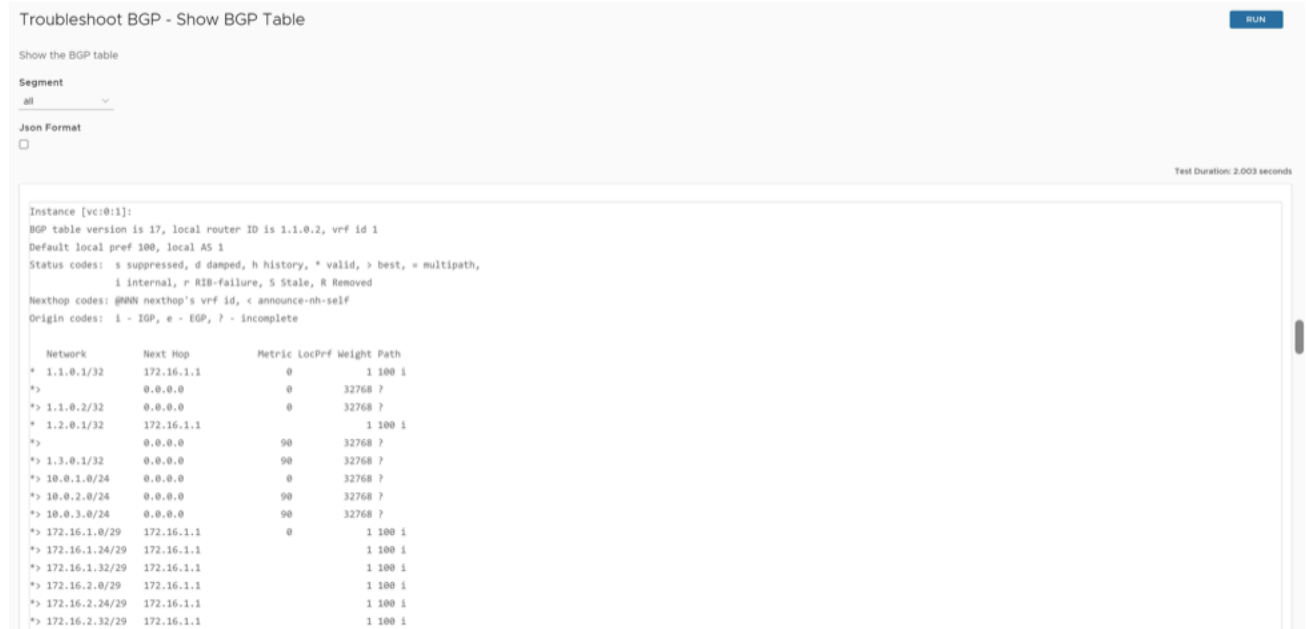 Troubleshoot BGP - Show BGP Table
RUN
Show the BGP table
Segment
all
Json Format
Test Duration: 2.003 seconds
Instance [vc:0:1]:
BGP table version is 17, local router ID is 1.1.0.2, vrf id 1
Default local pref 100, local AS 1
Status codes:  s suppressed, d damped, h history, * valid, > best, = multipath,
               i internal, r RIB-failure, S Stale, R Removed
Nexthop codes: @NNN nexthop's vrf id, < announce-nh-self
Origin codes:  i - IGP, e - EGP, ? - incomplete
   Network          Next Hop            Metric LocPrf Weight Path
*  1.1.0.1/32       172.16.1.1               0             1 100 i
*>                  0.0.0.0                  0         32768 ?
*> 1.1.0.2/32       0.0.0.0                  0         32768 ?
*  1.2.0.1/32       172.16.1.1                             1 100 i
*>                  0.0.0.0                 90         32768 ?
*> 1.3.0.1/32       0.0.0.0                 90         32768 ?
*> 10.0.1.0/24      0.0.0.0                  0         32768 ?
*> 10.0.2.0/24      0.0.0.0                 90         32768 ?
*> 10.0.3.0/24      0.0.0.0                 90         32768 ?
*> 172.16.1.0/29    172.16.1.1               0             1 100 i
*> 172.16.1.24/29   172.16.1.1                             1 100 i
*> 172.16.1.32/29   172.16.1.1                             1 100 i
*> 172.16.2.0/29    172.16.1.1                             1 100 i
*> 172.16.2.24/29   172.16.1.1                             1 100 i
*> 172.16.2.32/29   172.16.1.1                             1 100 i